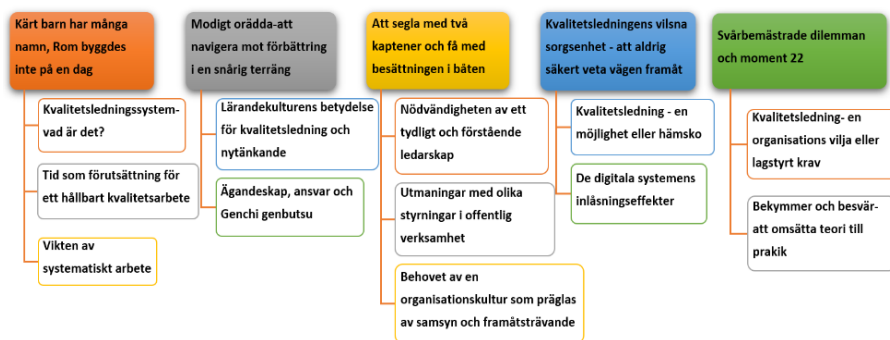 Kärt barn har många
namn, Rom byggdes
inte på en dag
Kvalitetsledningssystem-
vad är det?
Tid som förutsättning för
ett hållbart kvalitetsarbete
Vikten av
systematiskt arbete
Modigt orädda-att
navigera mot förbättring
i en snårig terräng
Lärandekulturens betydelse
för kvalitetsledning och
nytänkande
Ägandeskap, ansvar och
Genchi genbutsu
Att segla med två
kaptener och få med
besättningen i båten
Nödvändigheten av ett
tydligt och förstående
ledarskap
Utmaningar med olika
styrningar i offentlig
verksamhet
Behovet av en
organisationskultur som präglas
av samsyn och framåtsträvande
Kvalitetsledningens vilsna
sorgsenhet - att aldrig
säkert veta vägen framåt
Kvalitetsledning - en
möjlighet eller hämsko
De digitala systemens
inlåsningseffekter
Svårbemästrade dilemman
och moment 22
Kvalitetsledning- en
organisations vilja eller
lagstyrt krav
Bekymmer och besvär-
att omsätta teori till
prakik